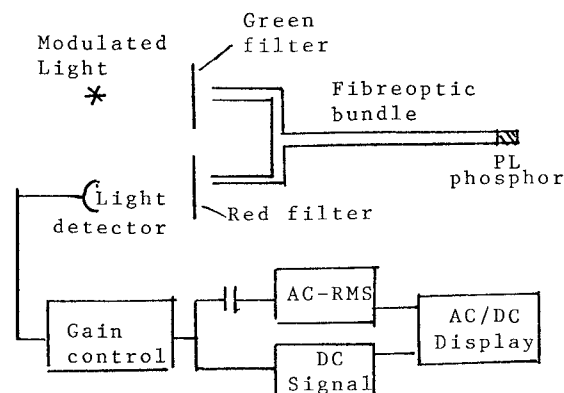 Green
filter
Modulated
Light
Fibreoptic
bundle
PL
phosphor
Light
detector
Red filter
Gain
control
AC-RMS
DC
Signal
AC/DC
Display